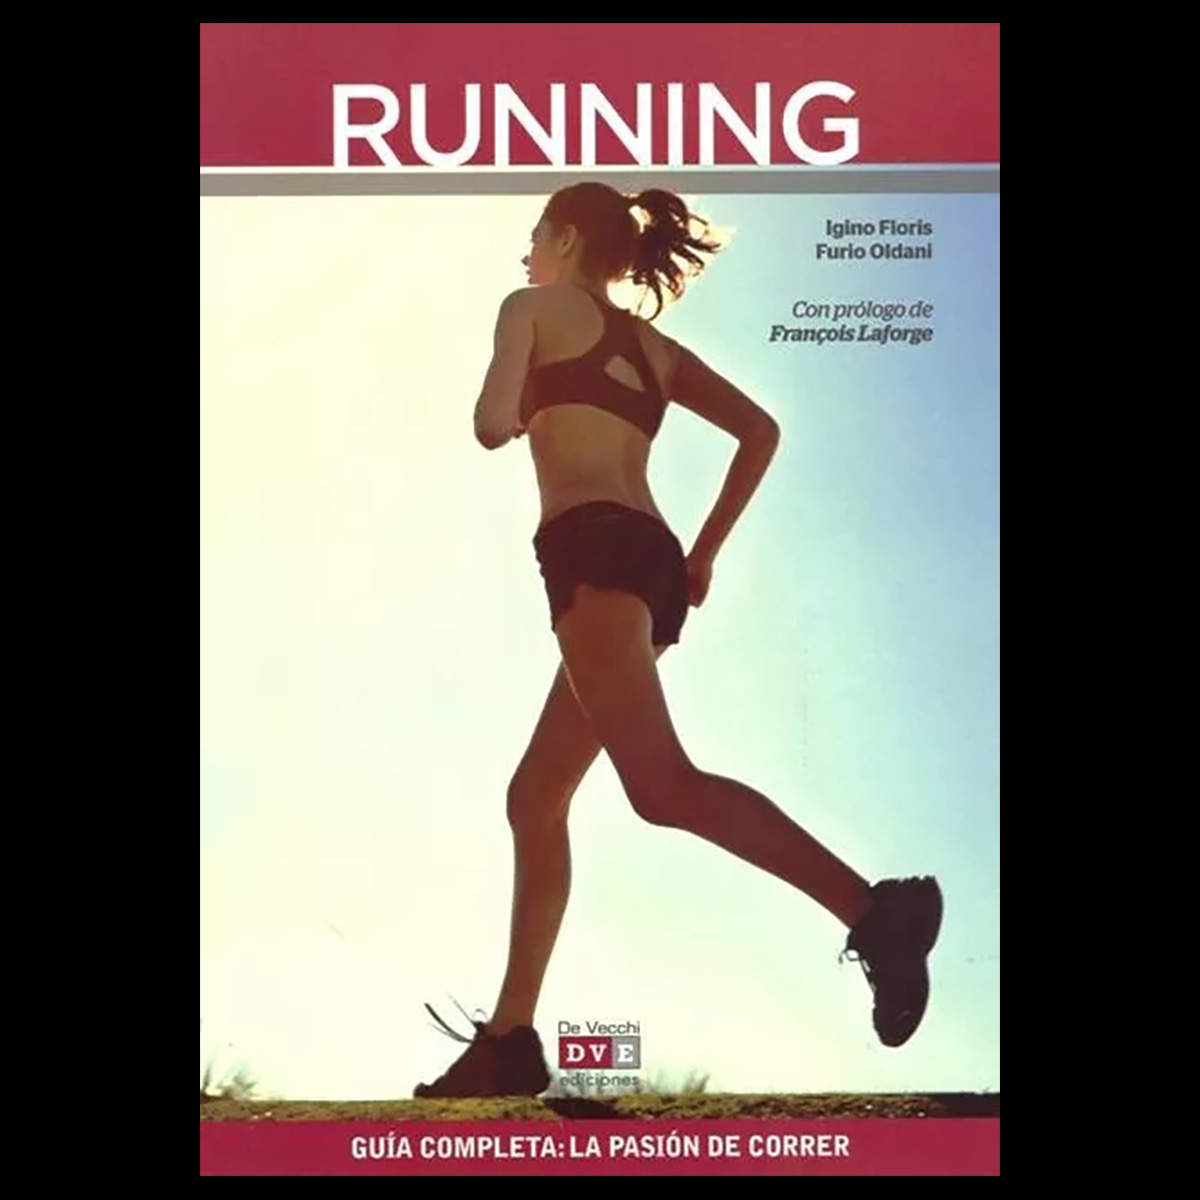 RUNNING
Igino Floris
Furio Oldani
Con prólogo de
François Laforge
De Vecchi
DVE
ediciones
GUÍA COMPLETA: LA PASIÓN DE CORRER